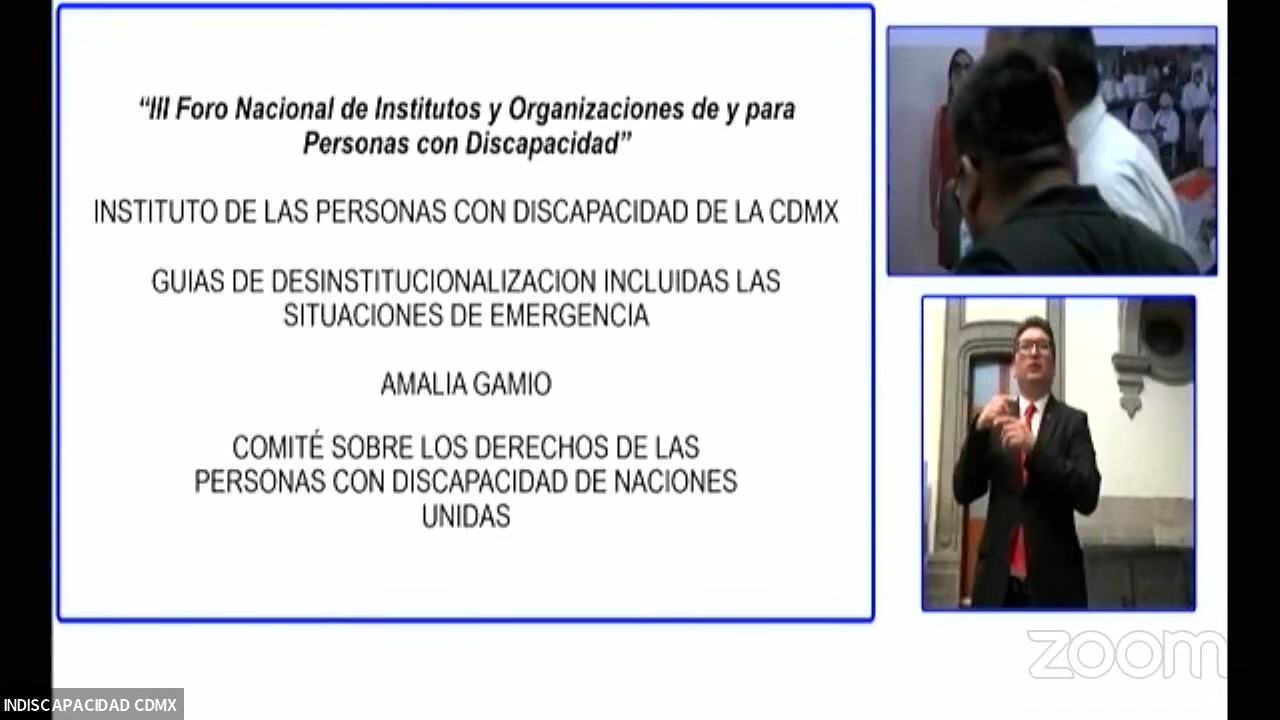 “III Foro Nacional de Institutos y Organizaciones de y para
Personas con Discapacidad”
INSTITUTO DE LAS PERSONAS CON DISCAPACIDAD DE LA CDMX
GUIAS DE DESINSTITUCIONALIZACION INCLUIDAS LAS
SITUACIONES DE EMERGENCIA
AMALIA GAMIO
COMITÉ SOBRE LOS DERECHOS DE LAS
PERSONAS CON DISCAPACIDAD DE NACIONES
UNIDAS
zoom
INDISCAPACIDAD CDMX